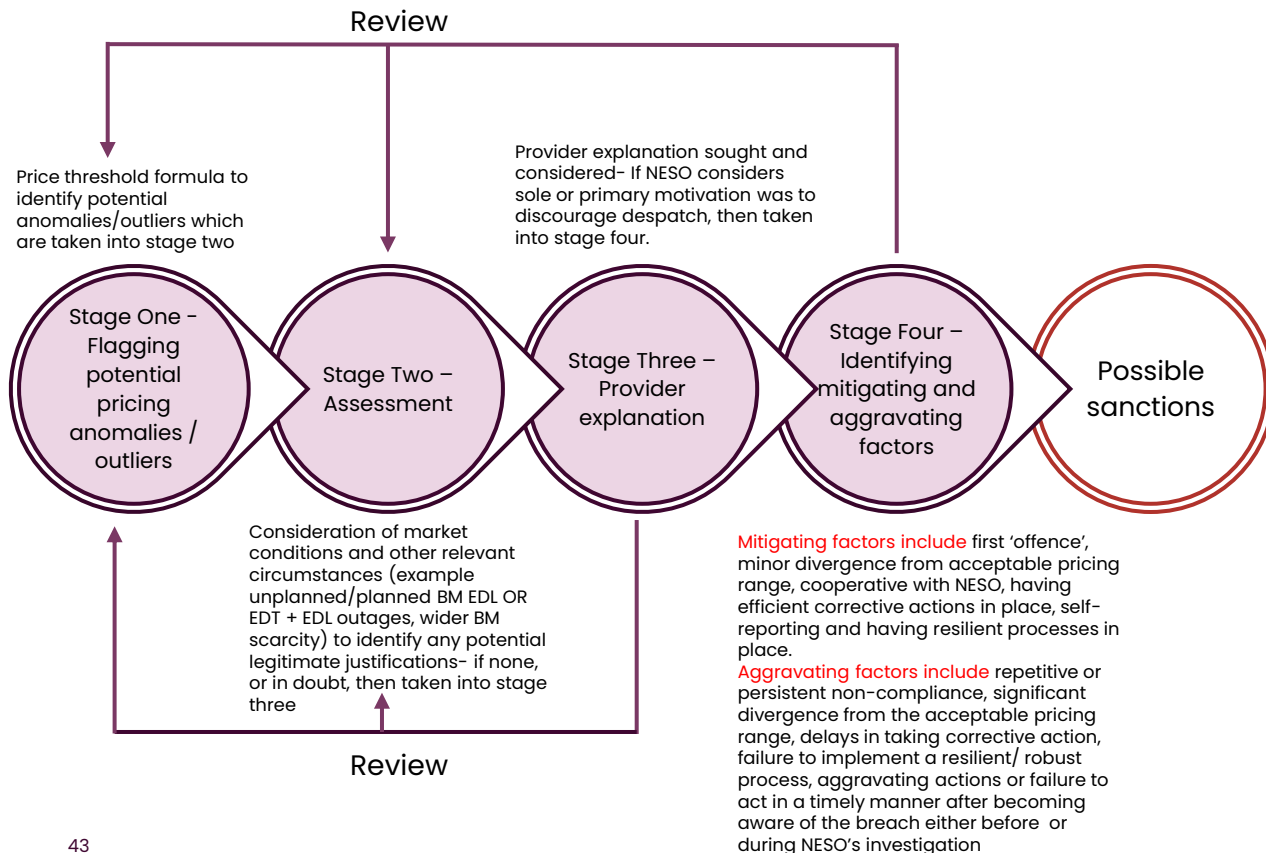 Review
Price threshold formula to
identify potential
anomalies/outliers which
are taken into stage two
Provider explanation sought and
considered- If NESO considers
sole or primary motivation was to
discourage despatch, then taken
into stage four.
Stage One -
Flagging
potential
pricing
anomalies /
outliers
Stage Two –
Assessment
Stage Three –
Provider
explanation
Stage Four –
Identifying
mitigating and
aggravating
factors
Possible
sanctions
Consideration of market
conditions and other relevant
circumstances (example
unplanned/planned BM EDL OR
EDT + EDL outages, wider BM
scarcity) to identify any potential
legitimate justifications- if none,
or in doubt, then taken into stage
three
Review
Mitigating factors include first ‘offence’,
minor divergence from acceptable pricing
range, cooperative with NESO, having
efficient corrective actions in place, self-
reporting and having resilient processes in
place.
Aggravating factors include repetitive or
persistent non-compliance, significant
divergence from the acceptable pricing
range, delays in taking corrective action,
failure to implement a resilient/ robust
process, aggravating actions or failure to
act in a timely manner after becoming
aware of the breach either before or
during NESO’s investigation
43